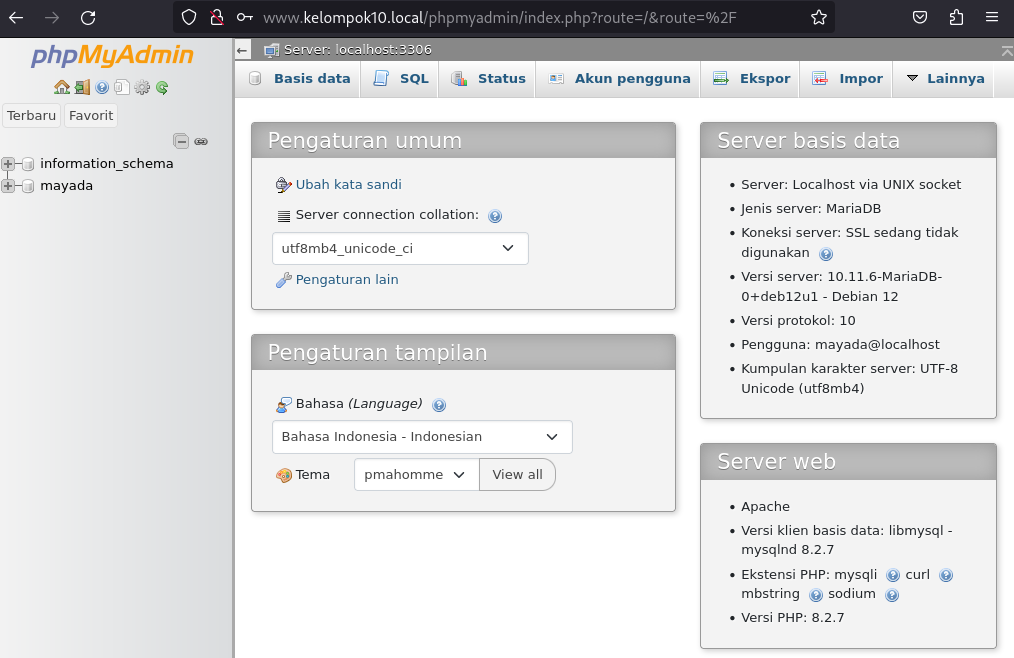 www.kelompok10.local/phpmyadmin/index.php?route=/&route=%2F
phpMyAdmin
Terbaru Favorit
information_schema
mayada
Server: localhost:3306
Basis data SQL Status Akun pengguna Ekspor Impor Lainnya
Pengaturan umum
Ubah kata sandi
Server connection collation:
utf8mb4_unicode_ci
Pengaturan lain
Pengaturan tampilan
Bahasa (Language)
Bahasa Indonesia - Indonesian
Tema pmahomme View all
Server basis data
• Server: Localhost via UNIX socket
• Jenis server: MariaDB
• Koneksi server: SSL sedang tidak
digunakan
• Versi server: 10.11.6-MariaDB-
0+deb12u1 - Debian 12
• Versi protokol: 10
• Pengguna: mayada@localhost
• Kumpulan karakter server: UTF-8
Unicode (utf8mb4)
Server web
• Apache
• Versi klien basis data: libmysql -
mysqlnd 8.2.7
• Ekstensi PHP: mysqli curl
mbstring sodium
• Versi PHP: 8.2.7